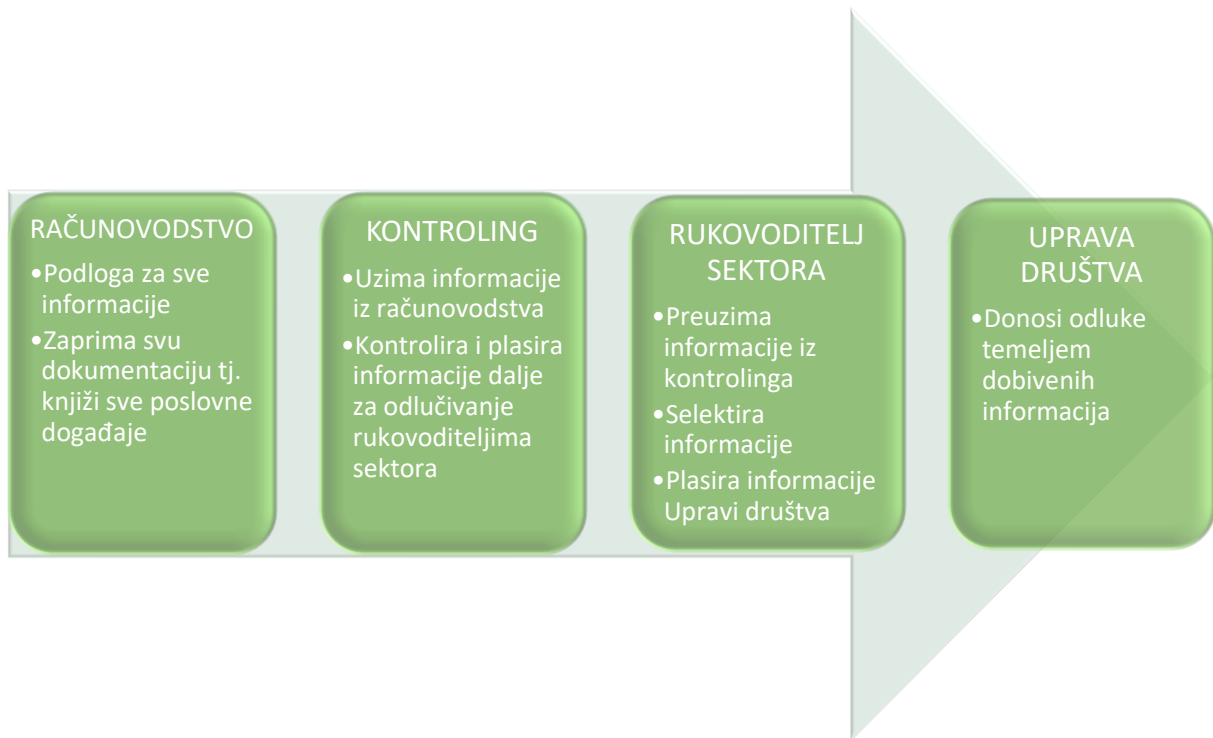 RAČUNOVODSTVO
•Podloga za sve
informacije
•Zaprima svu
dokumentaciju tj.
knjiži sve poslovne
događaje
KONTROLING
•Uzima informacije
iz računovodstva
•Kontrolira i plasira
informacije dalje
za odlučivanje
rukovoditeljima
sektora
RUKOVODITELJ
SEKTORA
•Preuzima
informacije iz
kontrolinga
•Selektira
informacije
•Plasira informacije
Upravi društva
UPRAVA
DRUŠTVA
•Donosi odluke
temeljem
dobivenih
informacija